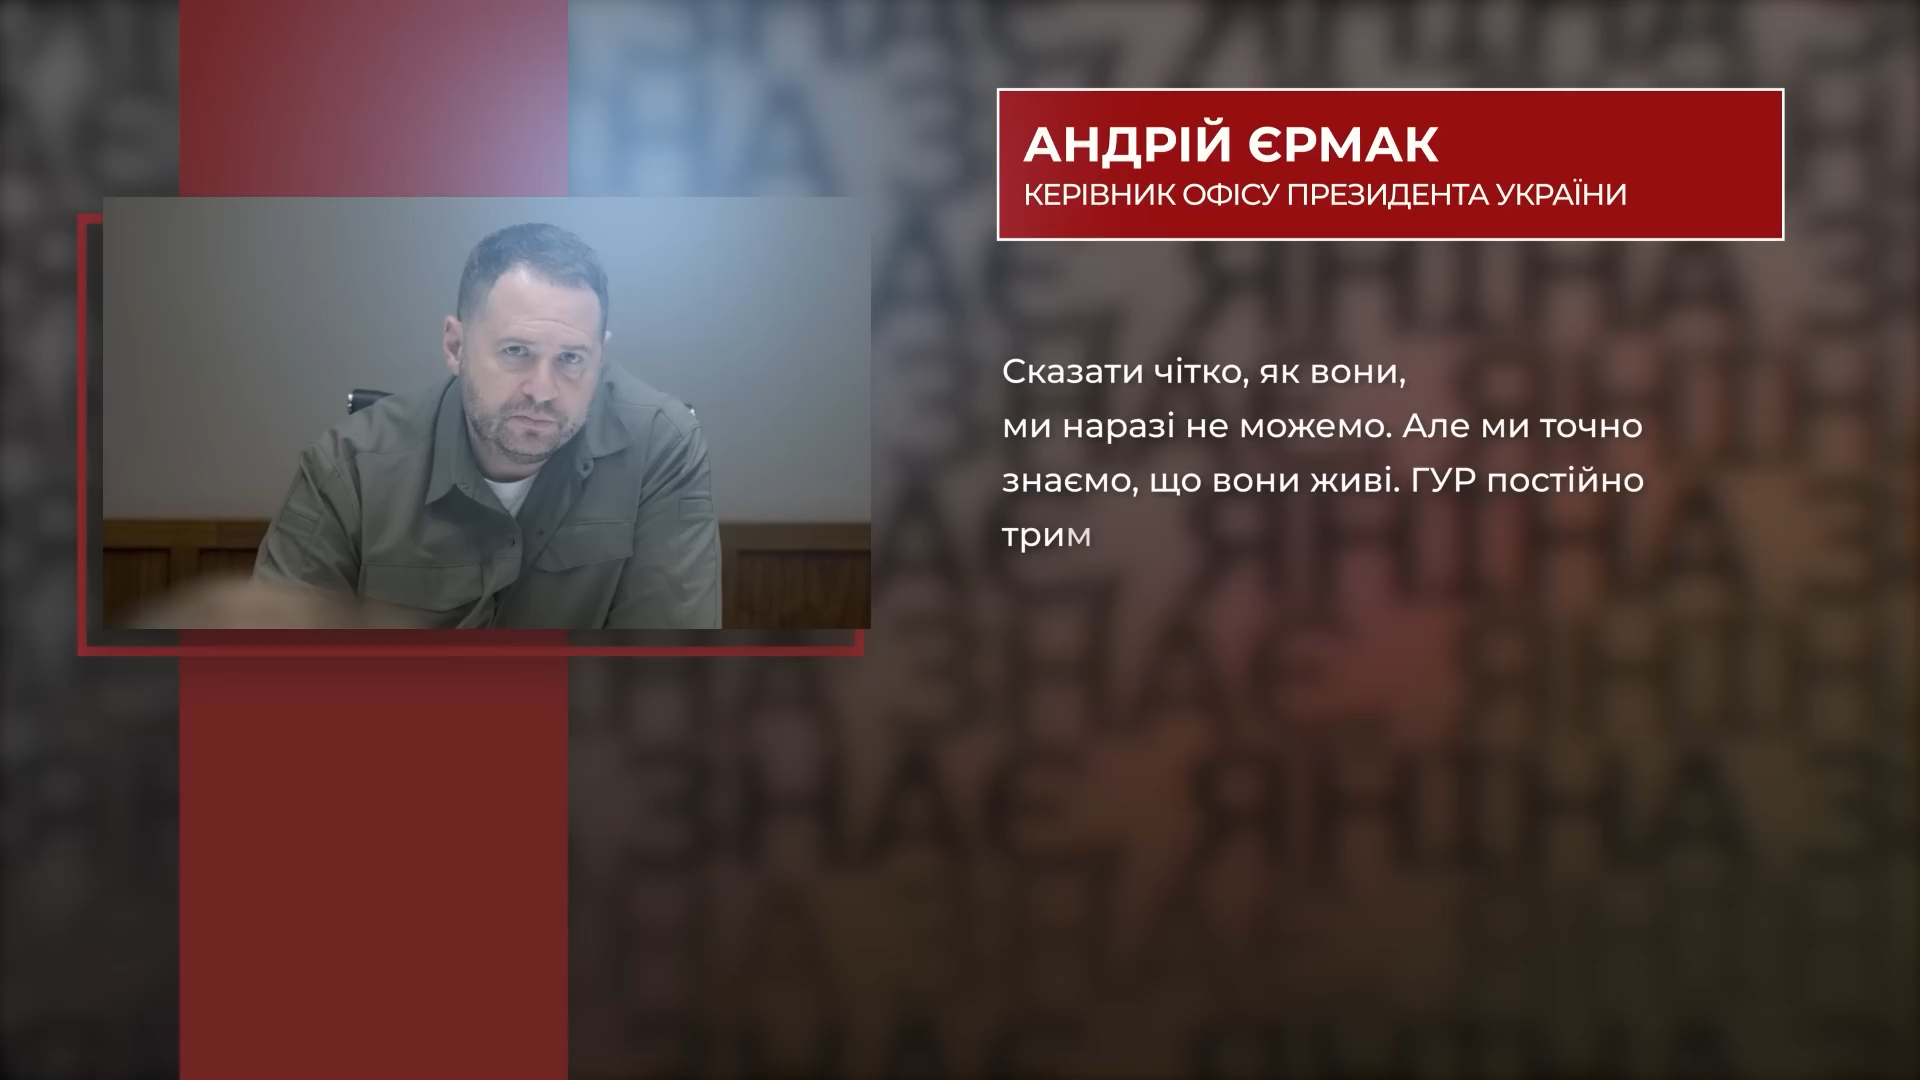 АНДРІЙ ЄРМАК
КЕРІВНИК ОФІСУ ПРЕЗИДЕНТА УКРАЇНИ
Сказати чітко, як вони,
ми наразі не можемо. Але ми точно
знаємо, що вони живі. ГУР постійно
трим